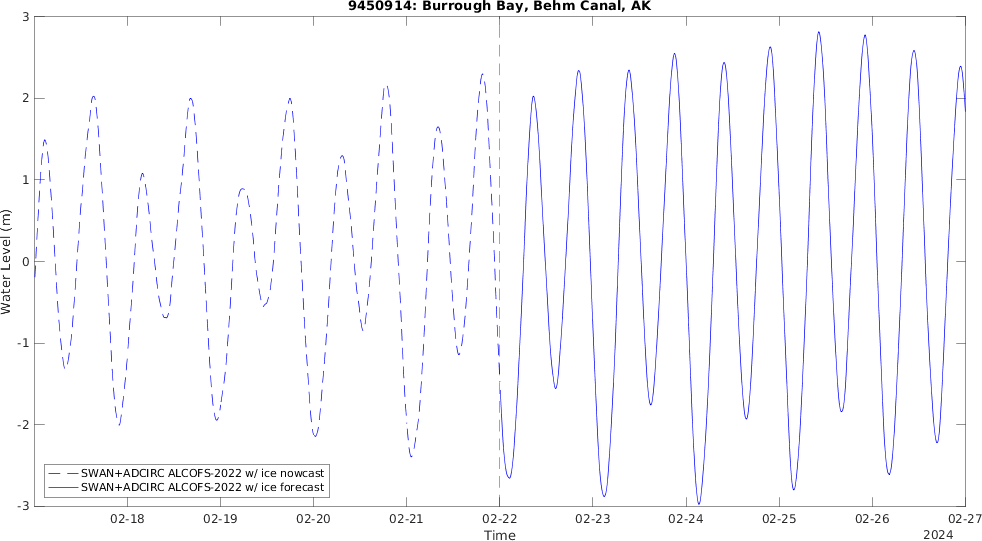 9450914: Burrough Bay, Behm Canal, AK
3
2
1
0
-1
-2
-3
Water Level (m)
SWAN+ADCIRC ALCOFS-2022 w/ ice nowcast
SWAN+ADCIRC ALCOFS-2022 w/ ice forecast
02-18 02-19 02-20 02-21 02-22 02-23 02-24 02-25 02-26 02-27
Time
2024